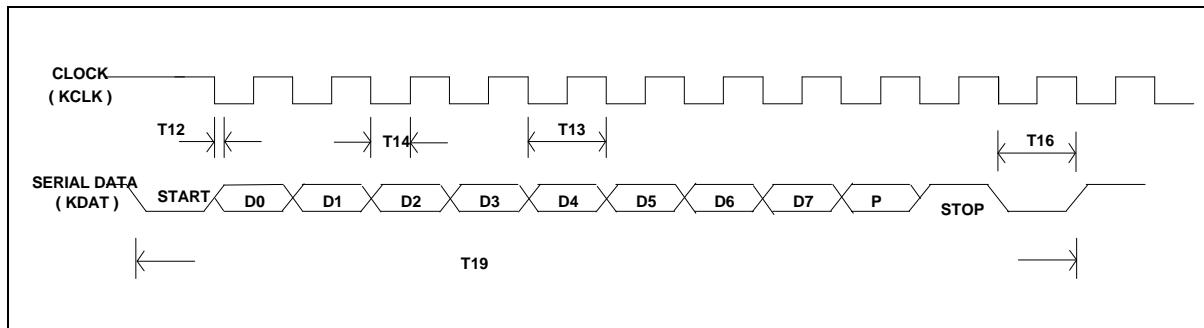 CLOCK
( KCLK )
T12
T14
T13
T16
SERIAL DATA
( KDAT )
START
D0
D1
D2
D3
D4
D5
D6
D7
P
STOP
T19